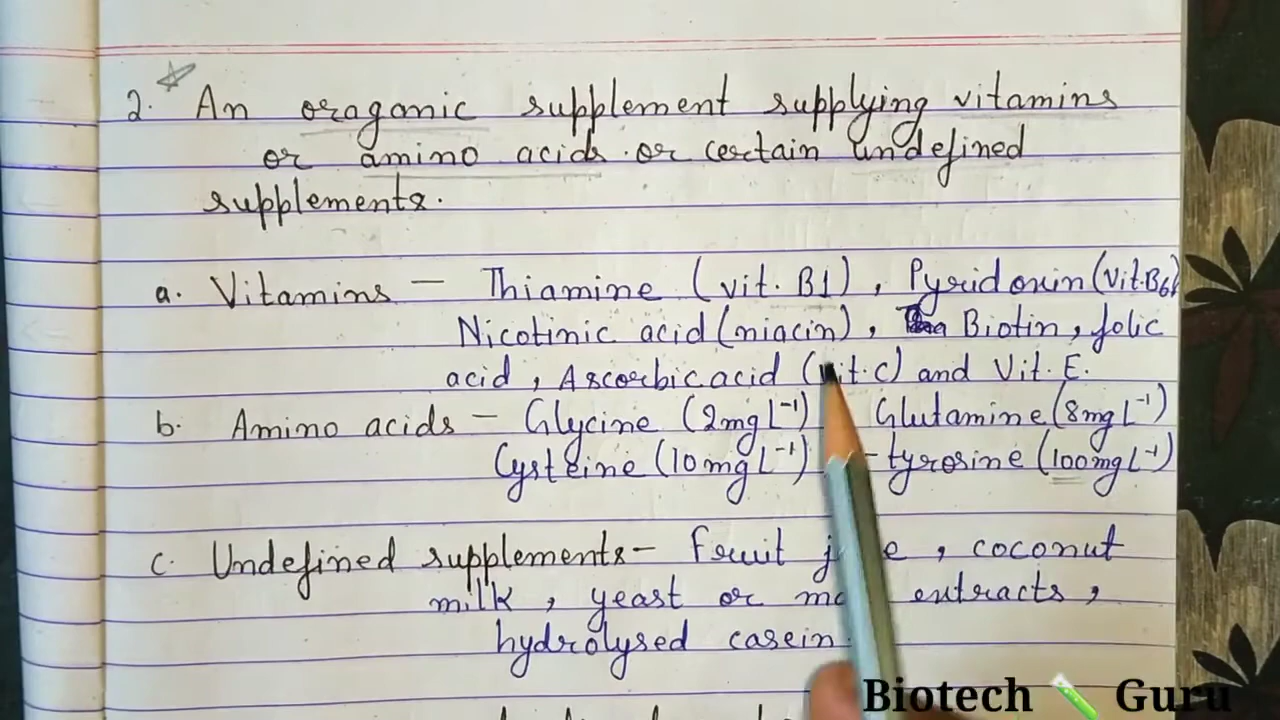 2. An oraganic supplement supplying vitamins
or amino acids . or certain undefined
supplements.
a. Vitamins — Thiamine (vit. B1), Pyridoxin (Vit.B6)
Nicotinic acid (niacin), Biotin, folic
acid, Ascorbic acid (vit.c) and Vit. E.
b. Amino acids — Glycine (2mg L⁻¹) Glutamine (8mg L⁻¹)
Cysteine (10mg L⁻¹) - tyrosine (100mg L⁻¹)
c. Undefined supplements — fruit , coconut
milk, yeast or extracts,
hydrolysed casein.
Biotech Guru